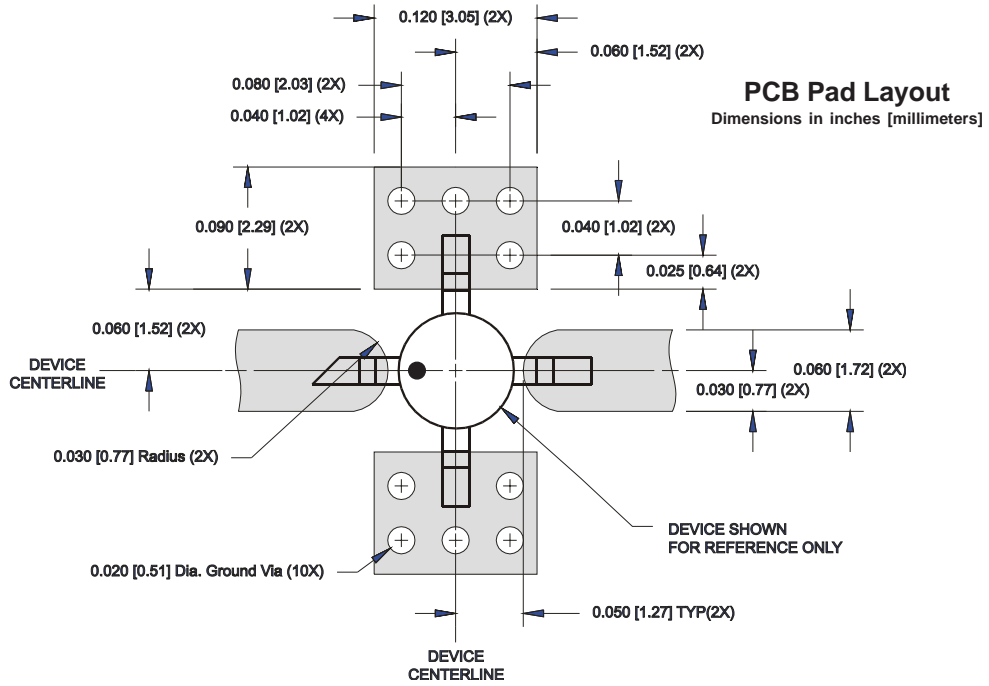 0.120 [3.05] (2X)
0.060 [1.52] (2X)
0.080 [2.03] (2X)
0.040 [1.02] (4X)
PCB Pad Layout
Dimensions in inches [millimeters]
0.090 [2.29] (2X)
0.040 [1.02] (2X)
0.025 [0.64] (2X)
0.060 [1.52] (2X)
DEVICE
CENTERLINE
0.060 [1.72] (2X)
0.030 [0.77] (2X)
0.030 [0.77] Radius (2X)
DEVICE SHOWN
FOR REFERENCE ONLY
0.020 [0.51] Dia. Ground Via (10X)
0.050 [1.27] TYP(2X)
DEVICE
CENTERLINE